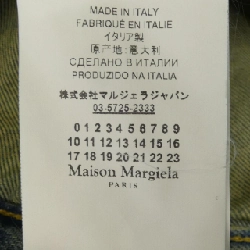 MADE IN ITALY
FABRIQUÉ EN ITALIE
イタリア製
原产地:意大利
СДЕЛАНО В ИТАЛИИ
PRODUZIDO NA ITALIA
株式会社マルジェラジャパン
03-5725-2333
0 1 2 3 4 5 6 7 8 9
10 11 12 13 14 15 16
17 18 19 20 21 22 23
Maison Margiela
PARIS